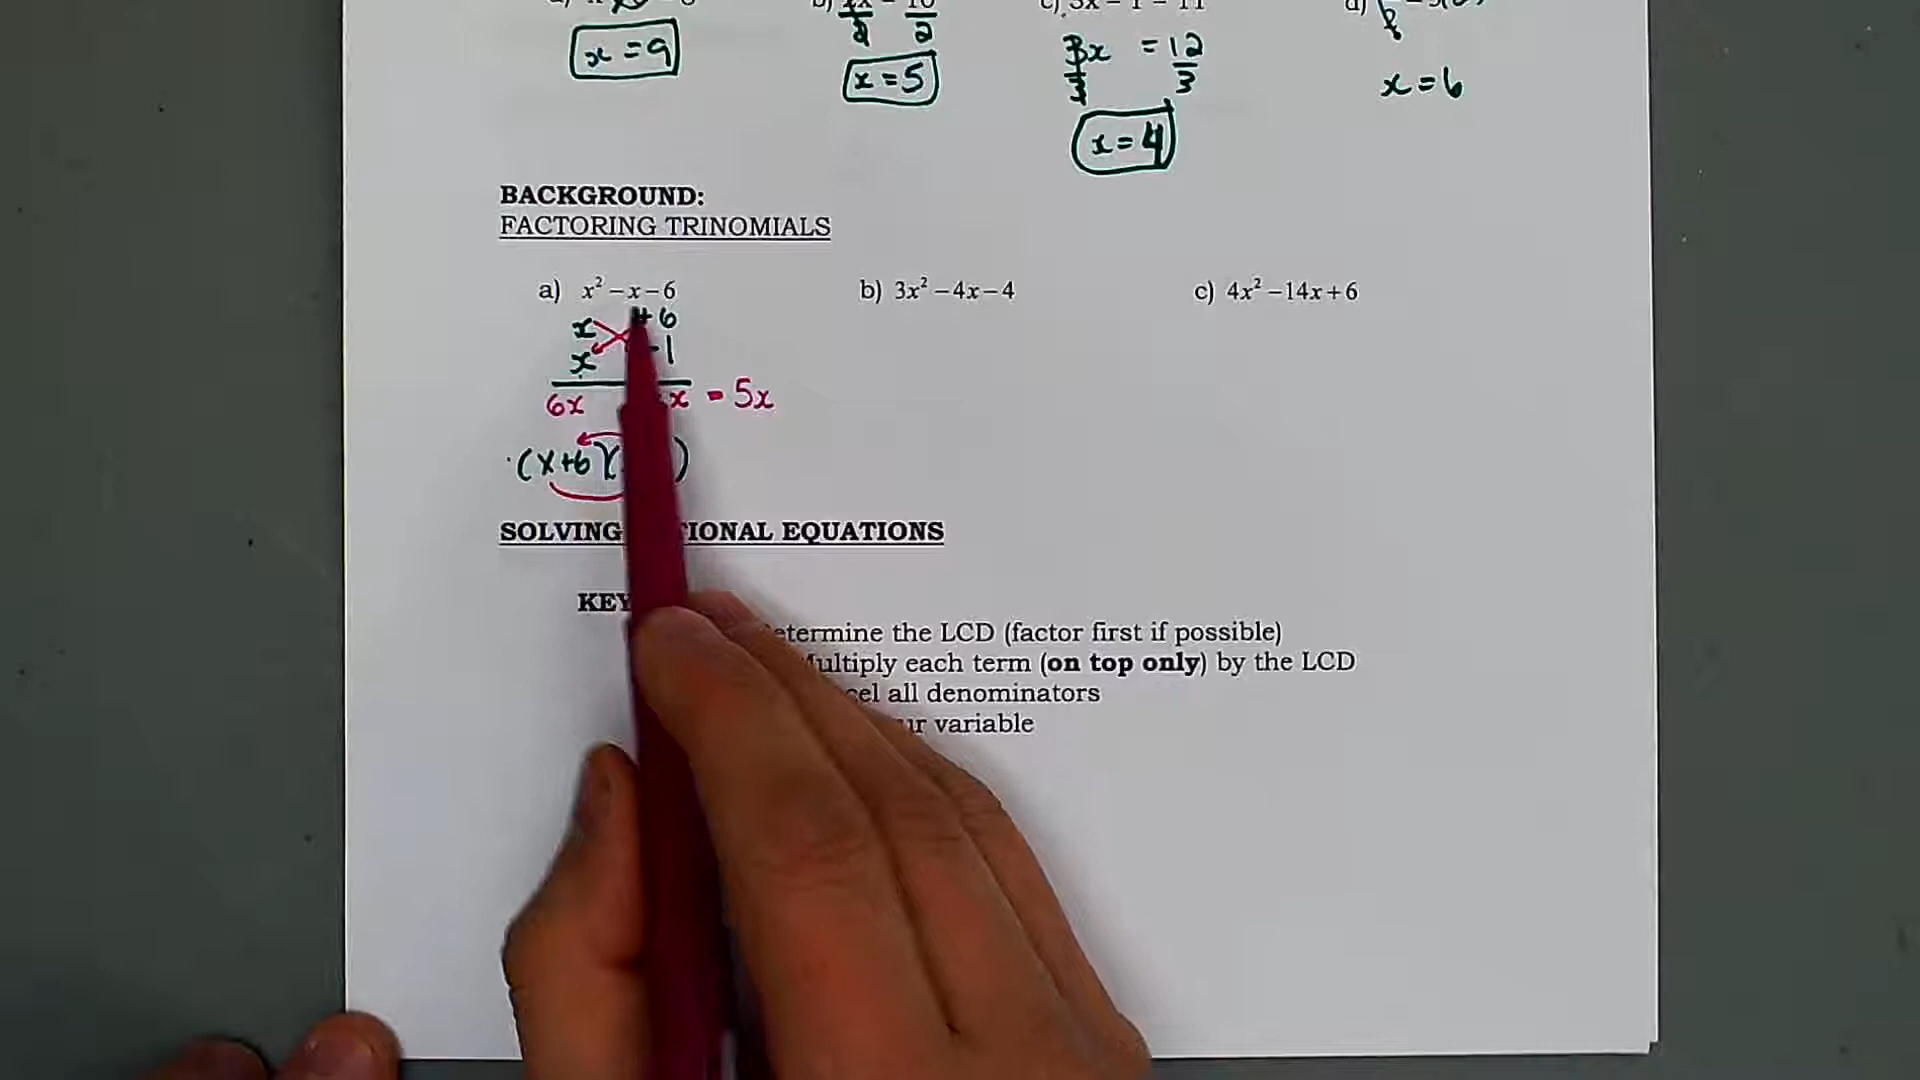 x = 9
x = 5
3x = 12
3
3
x = 4
x = 6
BACKGROUND:
FACTORING TRINOMIALS
a) x² – x – 6
b) 3x² – 4x – 4
c) 4x² – 14x + 6
x +6
x -1
6x x = 5x
(x+6)( )
SOLVING IONAL EQUATIONS
KEY
etermine the LCD (factor first if possible)
ultiply each term (on top only) by the LCD
cel all denominators
ur variable